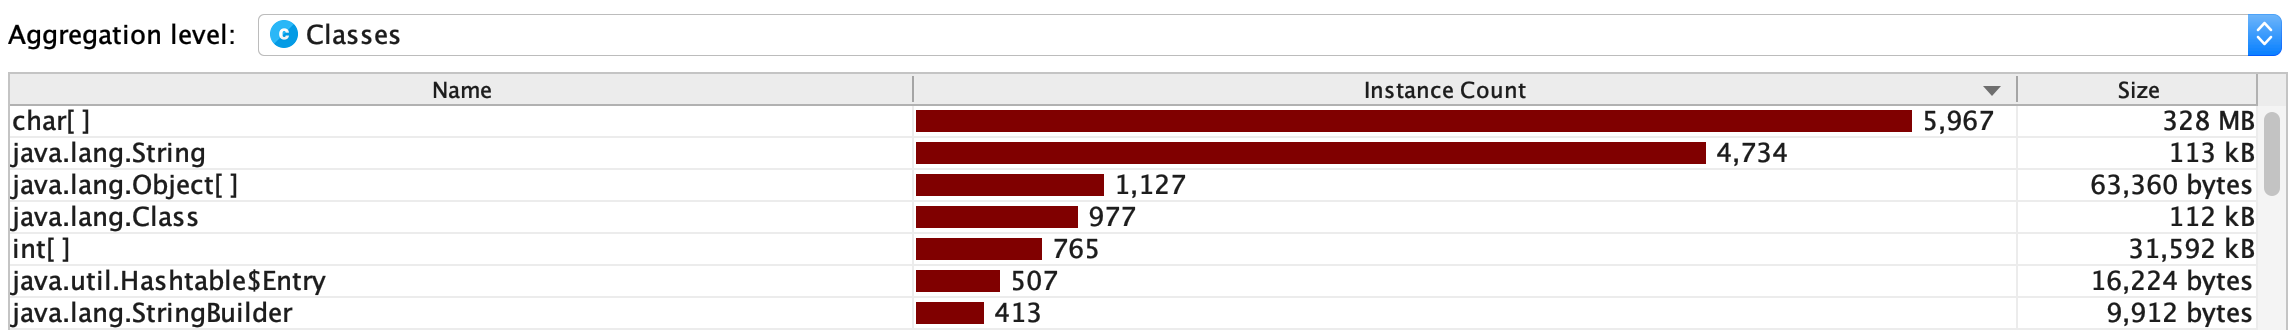 Aggregation level: C Classes
Name Instance Count Size
char[ ] 5,967 328 MB
java.lang.String 4,734 113 kB
java.lang.Object[ ] 1,127 63,360 bytes
java.lang.Class 977 112 kB
int[ ] 765 31,592 kB
java.util.Hashtable$Entry 507 16,224 bytes
java.lang.StringBuilder 413 9,912 bytes